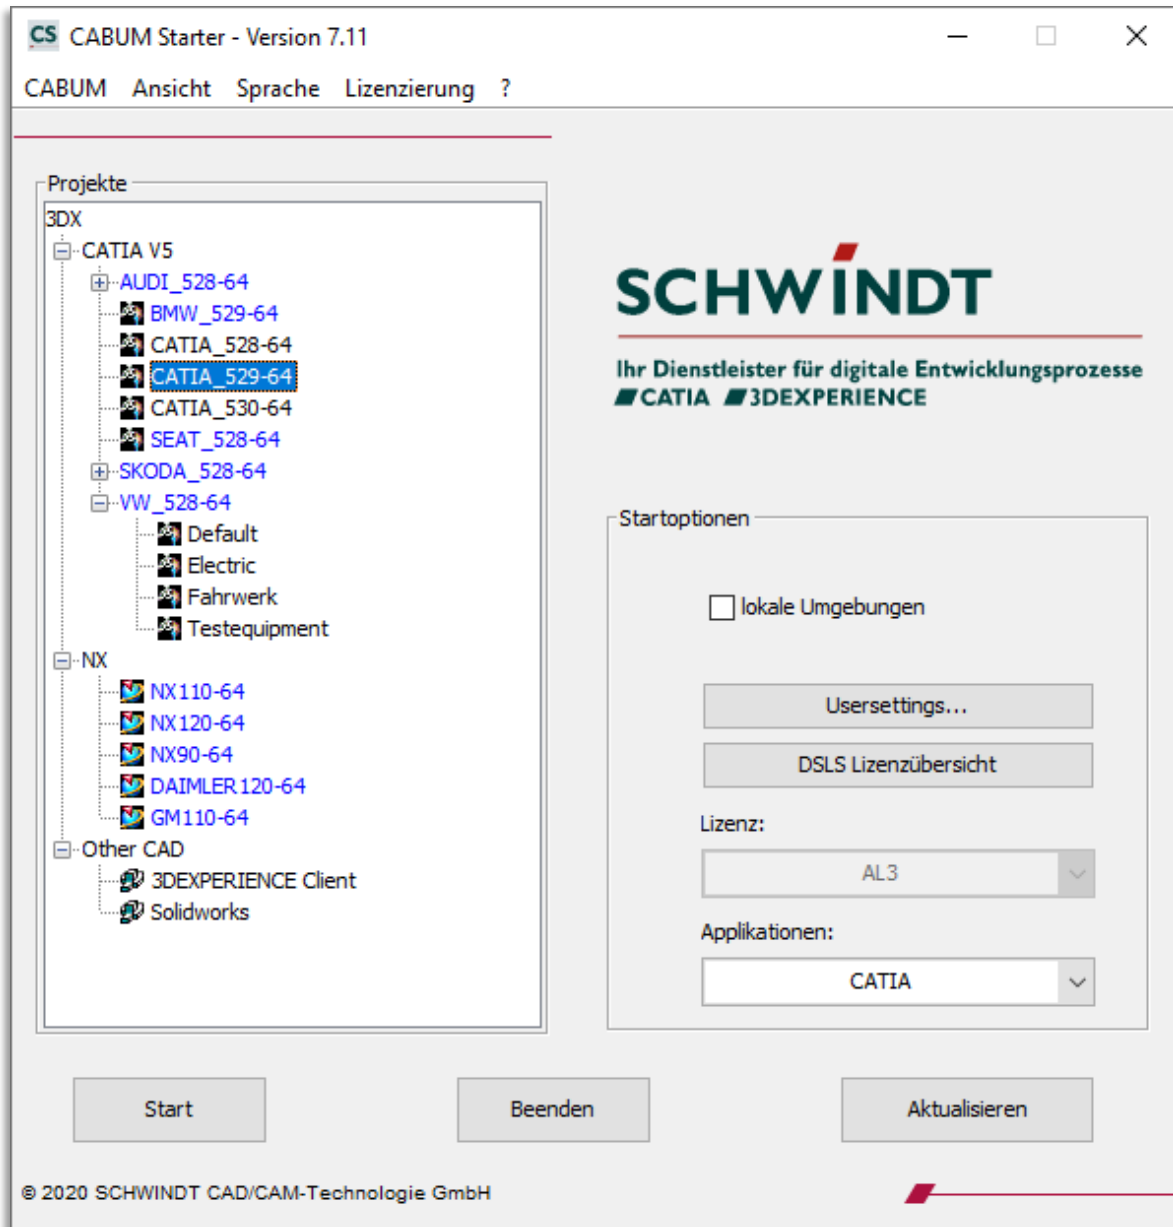 CS CABUM Starter - Version 7.11
CABUM Ansicht Sprache Lizenzierung ?
Projekte
3DX
CATIA V5
AUDI_528-64
BMW_529-64
CATIA_528-64
CATIA_529-64
CATIA_530-64
SEAT_528-64
SKODA_528-64
VW_528-64
Default
Electric
Fahrwerk
Testequipment
NX
NX110-64
NX120-64
NX90-64
DAIMLER120-64
GM110-64
Other CAD
3DEXPERIENCE Client
Solidworks
SCHWINDT
Ihr Dienstleister für digitale Entwicklungsprozesse
CATIA 3DEXPERIENCE
Startoptionen
lokale Umgebungen
Usersettings...
DSLS Lizenzübersicht
Lizenz:
AL3
Applikationen:
CATIA
Start
Beenden
Aktualisieren
© 2020 SCHWINDT CAD/CAM-Technologie GmbH